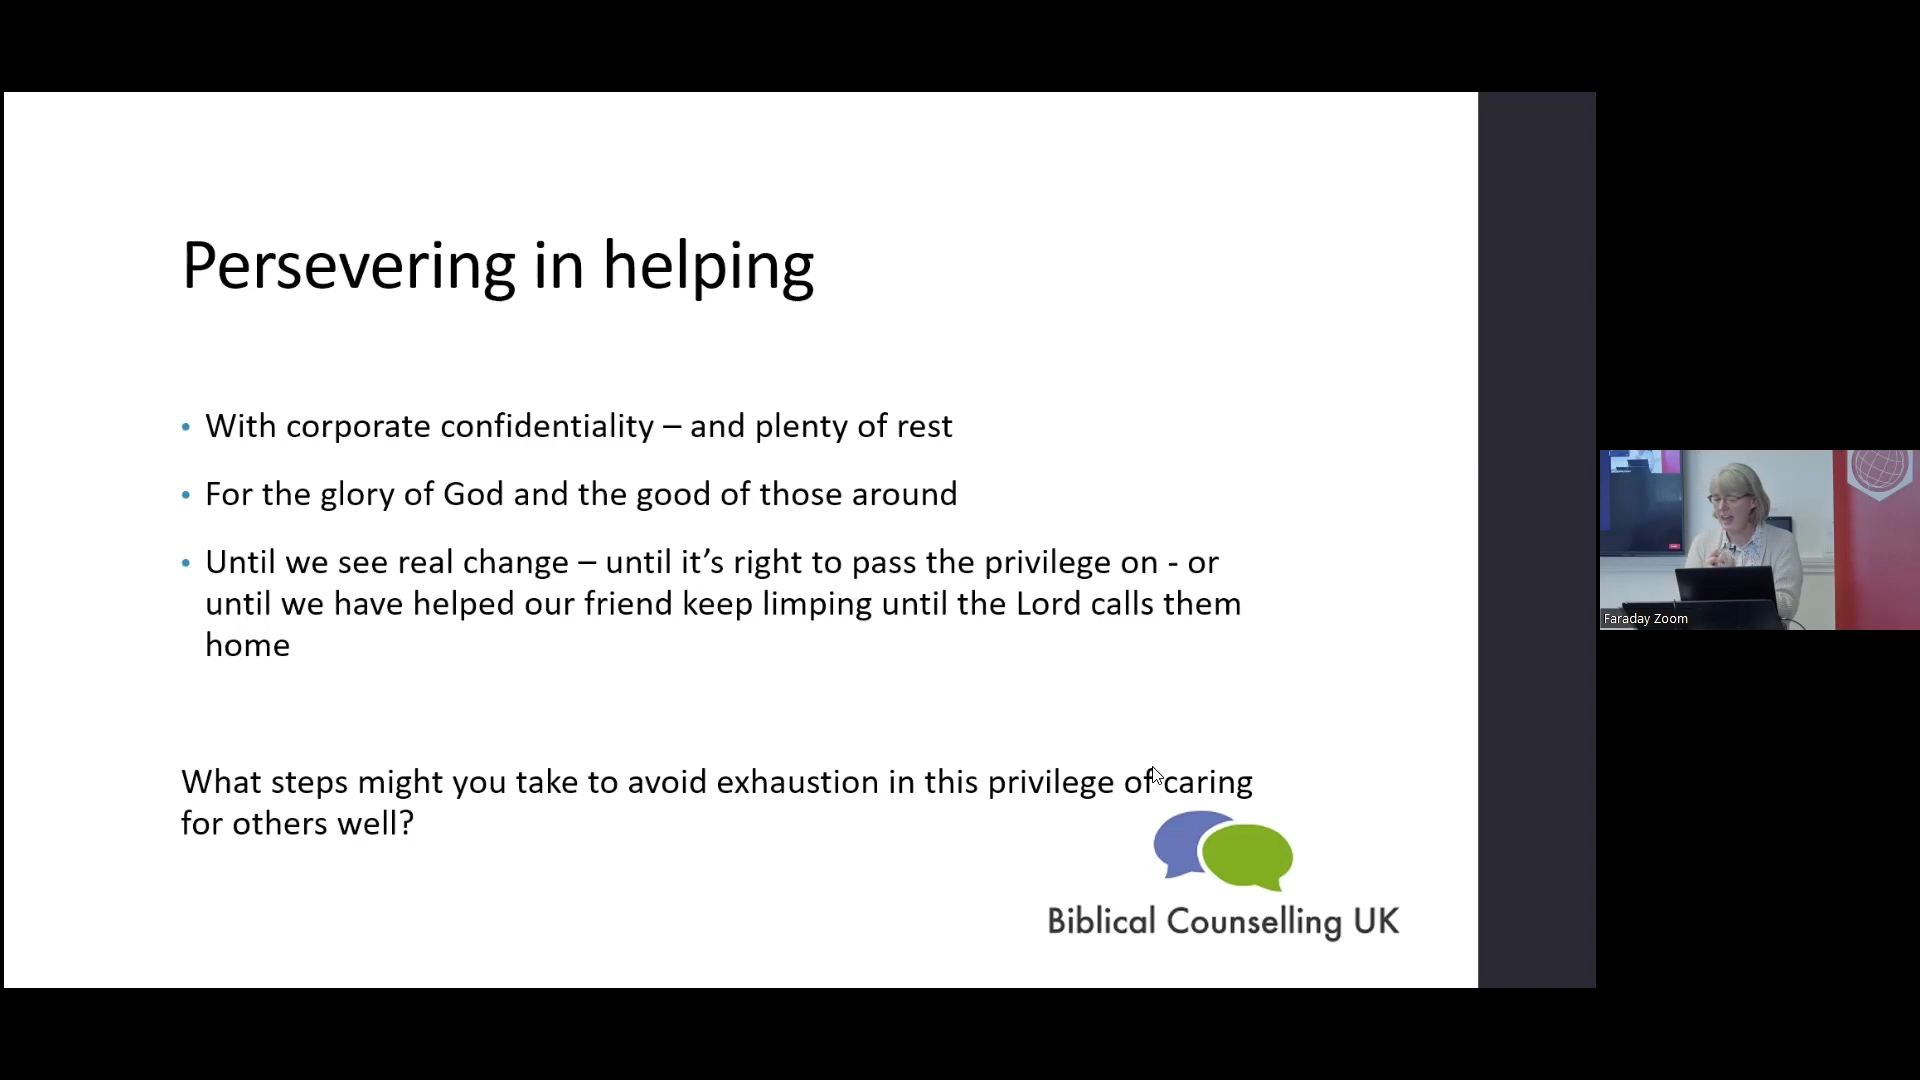 Persevering in helping
• With corporate confidentiality – and plenty of rest
• For the glory of God and the good of those around
• Until we see real change – until it’s right to pass the privilege on - or
until we have helped our friend keep limping until the Lord calls them
home
What steps might you take to avoid exhaustion in this privilege of caring
for others well?
Biblical Counselling UK
Faraday Zoom